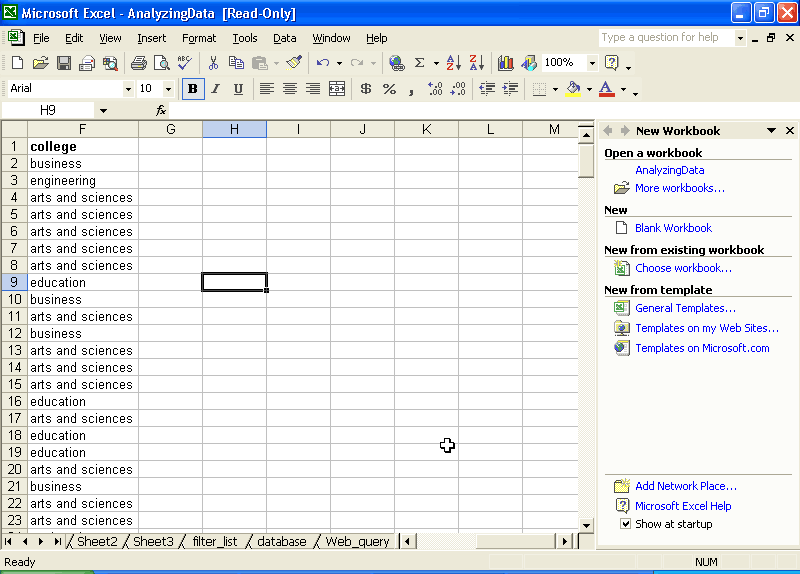 Microsoft Excel - AnalyzingData [Read-Only]
File Edit View Insert Format Tools Data Window Help Type a question for help
100%
Arial 10 B I U $ % ,
H9 fx
F G H I J K L M
1 college
2 business
3 engineering
4 arts and sciences
5 arts and sciences
6 arts and sciences
7 arts and sciences
8 arts and sciences
9 education
10 business
11 arts and sciences
12 business
13 arts and sciences
14 arts and sciences
15 arts and sciences
16 education
17 arts and sciences
18 education
19 education
20 arts and sciences
21 business
22 arts and sciences
23 arts and sciences
Sheet2 Sheet3 filter_list database Web_query
New Workbook
Open a workbook
AnalyzingData
More workbooks...
New
Blank Workbook
New from existing workbook
Choose workbook...
New from template
General Templates...
Templates on my Web Sites...
Templates on Microsoft.com
Add Network Place...
Microsoft Excel Help
Show at startup
Ready NUM